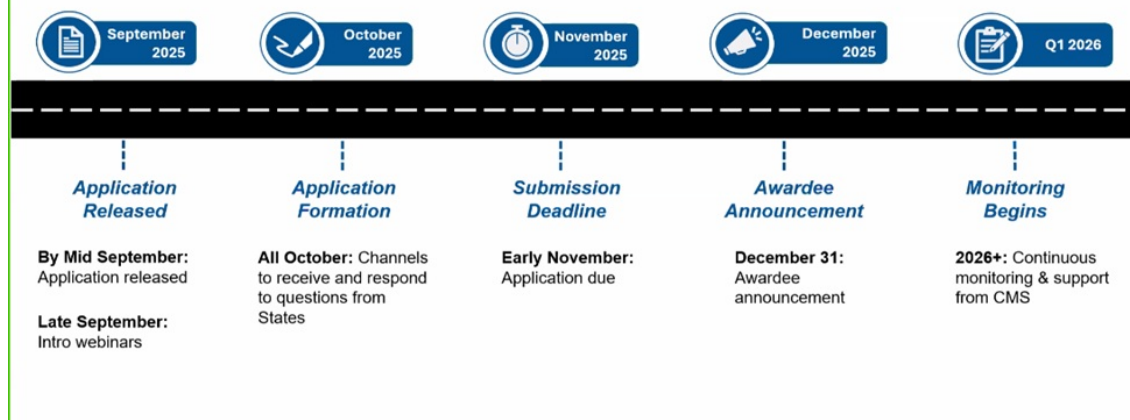 September
2025
October
2025
November
2025
December
2025
Q1 2026
Application
Released
Application
Formation
Submission
Deadline
Awardee
Announcement
Monitoring
Begins
By Mid September:
Application released
Late September:
Intro webinars
All October: Channels
to receive and respond
to questions from
States
Early November:
Application due
December 31:
Awardee
announcement
2026+: Continuous
monitoring & support
from CMS